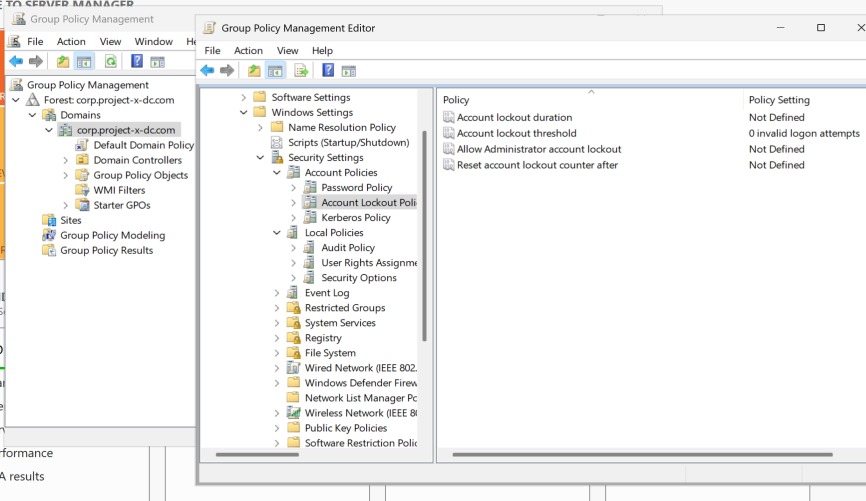 TO SERVER MANAGER
Group Policy Management
File Action View Window He
Group Policy Management
Forest: corp.project-x-dc.com
Domains
corp.project-x-dc.com
Default Domain Policy
Domain Controllers
Group Policy Objects
WMI Filters
Starter GPOs
Sites
Group Policy Modeling
Group Policy Results
rformance
A results
Group Policy Management Editor
File Action View Help
Software Settings
Windows Settings
Name Resolution Policy
Scripts (Startup/Shutdown)
Security Settings
Account Policies
Password Policy
Account Lockout Poli
Kerberos Policy
Local Policies
Audit Policy
User Rights Assignme
Security Options
Event Log
Restricted Groups
System Services
Registry
File System
Wired Network (IEEE 802.
Windows Defender Firew
Network List Manager Po
Wireless Network (IEEE 80
Public Key Policies
Software Restriction Polic
Policy Policy Setting
Account lockout duration Not Defined
Account lockout threshold 0 invalid logon attempts
Allow Administrator account lockout Not Defined
Reset account lockout counter after Not Defined